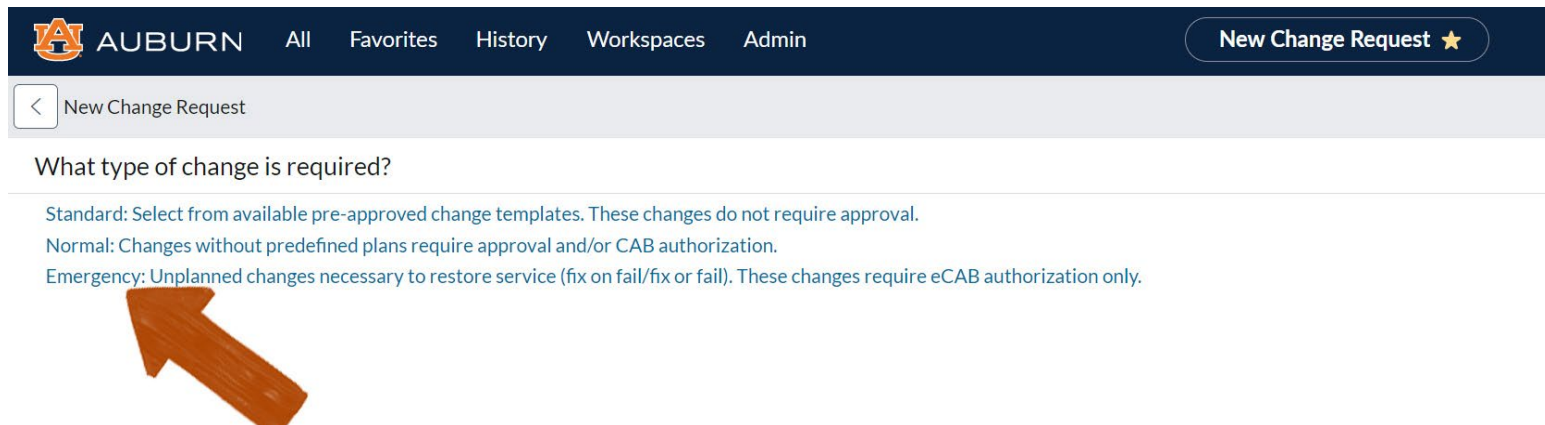 AUBURN All Favorites History Workspaces Admin New Change Request
New Change Request
What type of change is required?
Standard: Select from available pre-approved change templates. These changes do not require approval.
Normal: Changes without predefined plans require approval and/or CAB authorization.
Emergency: Unplanned changes necessary to restore service (fix on fail/fix or fail). These changes require eCAB authorization only.